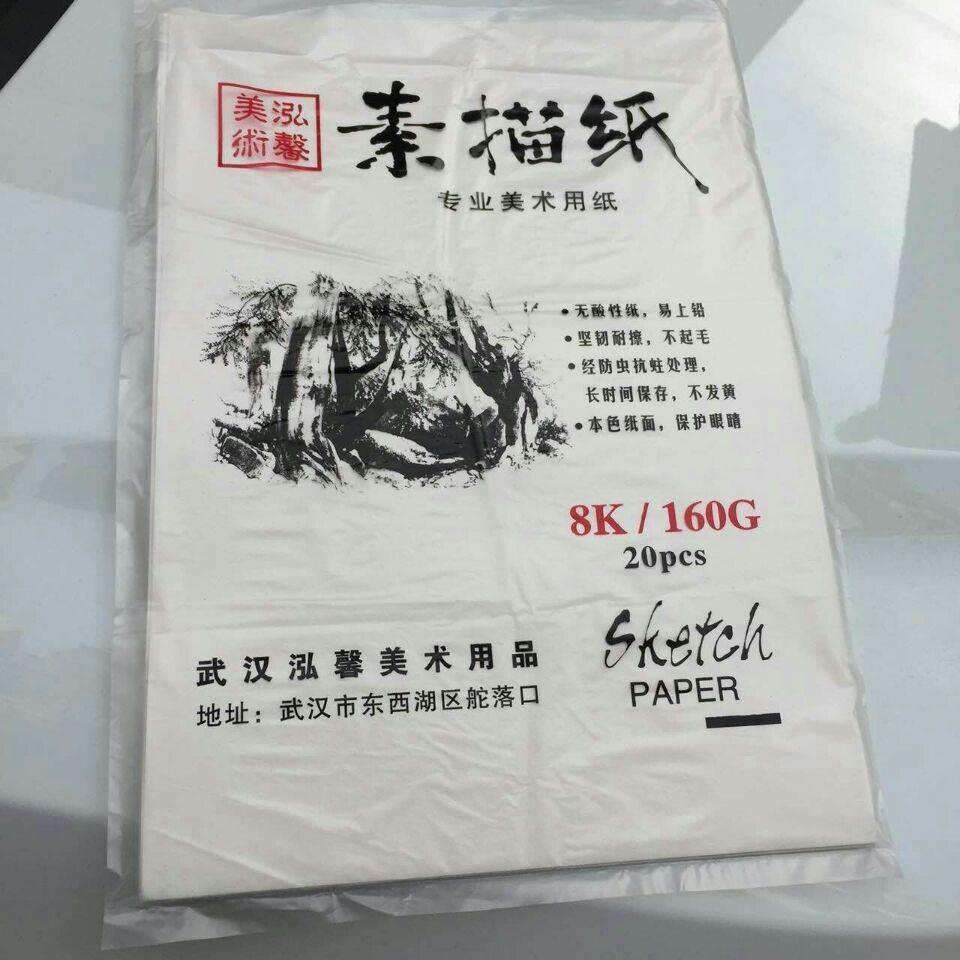 泓馨
美術
素描纸
专业美术用纸
•无酸性纸，易上铅
•坚韧耐擦，不起毛
•经防虫抗蛀处理，
长时间保存，不发黄
•本色纸面，保护眼睛
8K / 160G
20pcs
Sketch
PAPER
武汉泓馨美术用品
地址：武汉市东西湖区舵落口